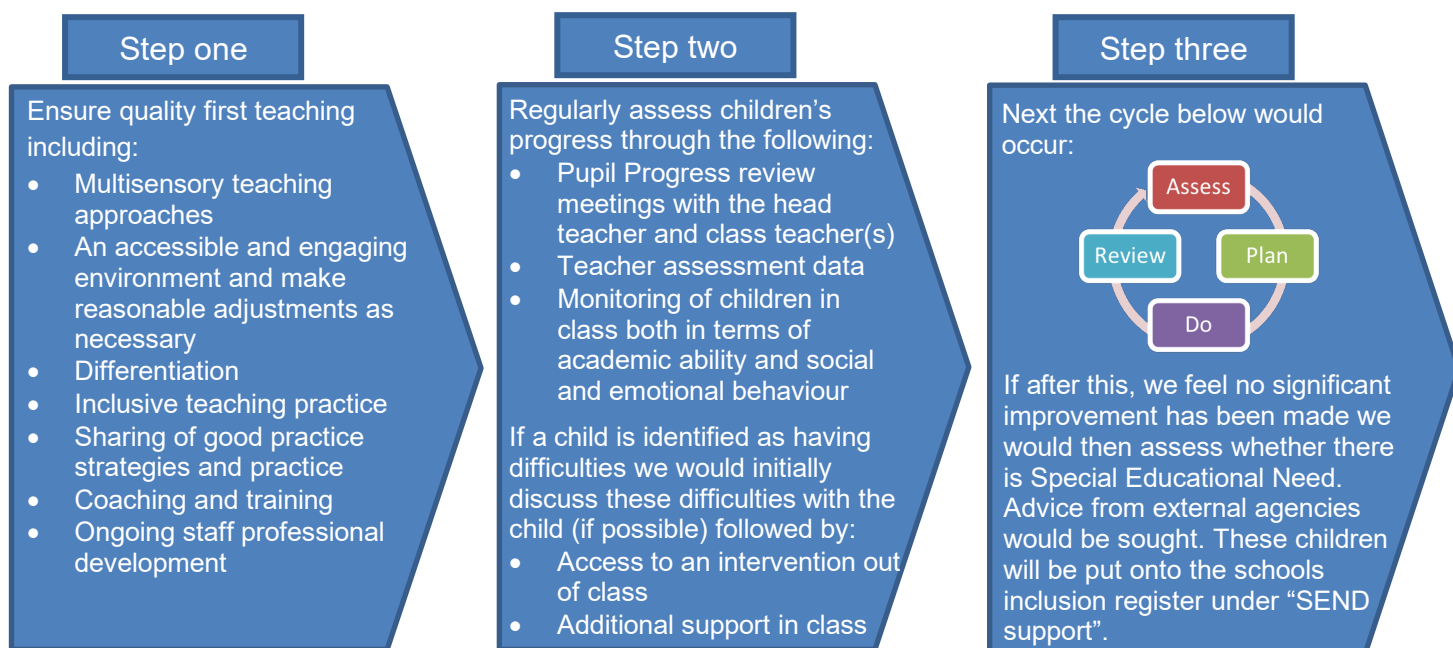 Step one
Ensure quality first teaching
including:
• Multisensory teaching
approaches
• An accessible and engaging
environment and make
reasonable adjustments as
necessary
• Differentiation
• Inclusive teaching practice
• Sharing of good practice
strategies and practice
• Coaching and training
• Ongoing staff professional
development
Step two
Regularly assess children’s
progress through the following:
• Pupil Progress review
meetings with the head
teacher and class teacher(s)
• Teacher assessment data
• Monitoring of children in
class both in terms of
academic ability and social
and emotional behaviour
If a child is identified as having
difficulties we would initially
discuss these difficulties with the
child (if possible) followed by:
• Access to an intervention out
of class
• Additional support in class
Step three
Next the cycle below would
occur:
Assess
Plan
Do
Review
If after this, we feel no significant
improvement has been made we
would then assess whether there
is Special Educational Need.
Advice from external agencies
would be sought. These children
will be put onto the schools
inclusion register under “SEND
support”.